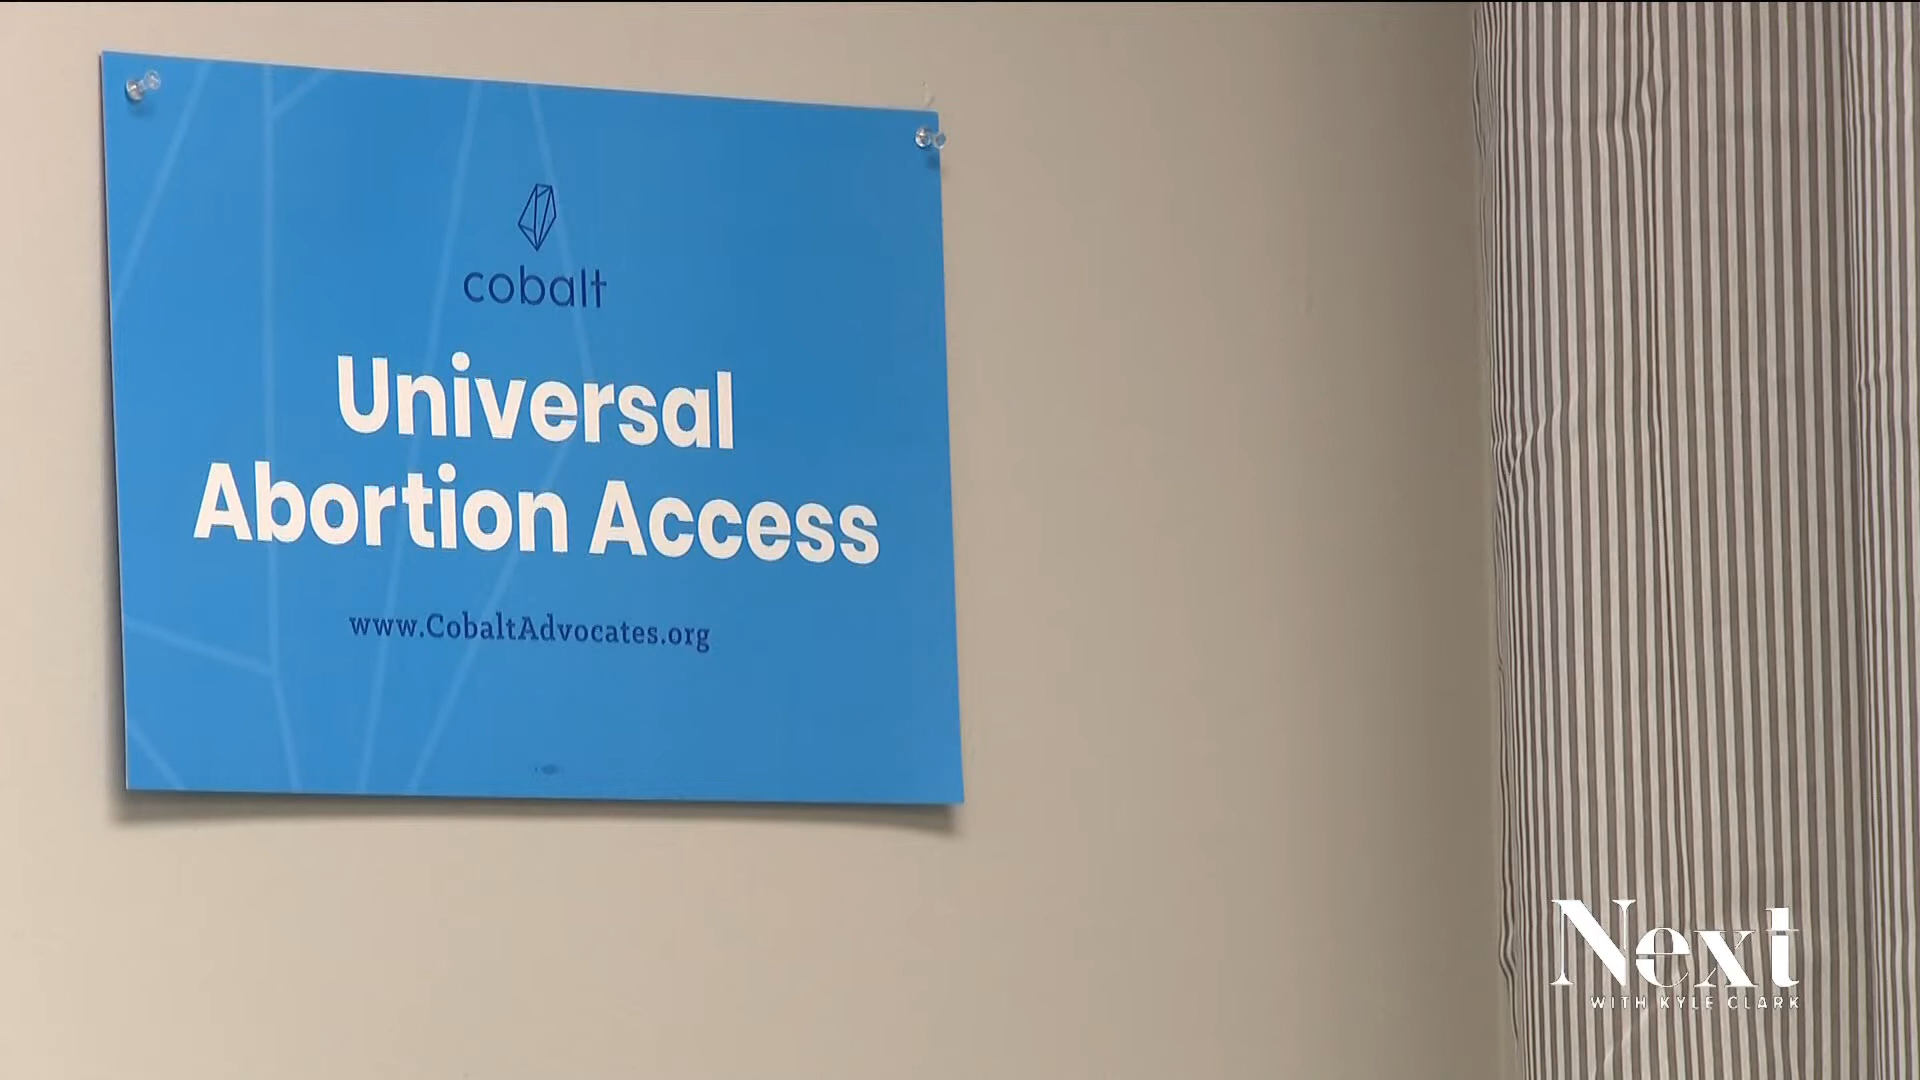 cobalt
Universal
Abortion Access
www.CobaltAdvocates.org
Next
WITH KYLE CLARK